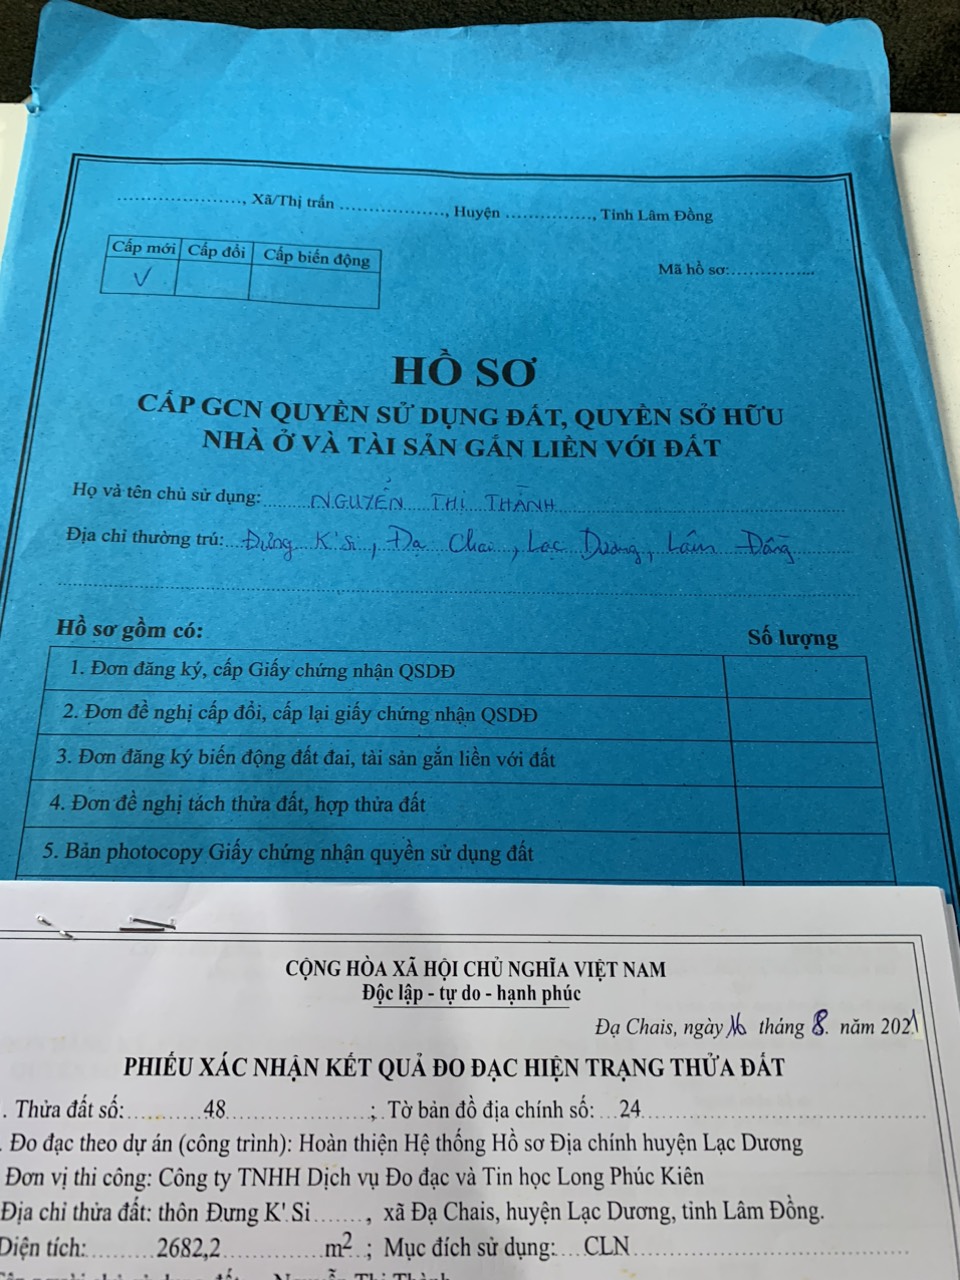 ...................., Xã/Thị trấn ...................., Huyện ................, Tỉnh Lâm Đồng
Cấp mới Cấp đổi Cấp biến động
✓
Mã hồ sơ:...............
HỒ SƠ
CẤP GCN QUYỀN SỬ DỤNG ĐẤT, QUYỀN SỞ HỮU
NHÀ Ở VÀ TÀI SẢN GẮN LIỀN VỚI ĐẤT
Họ và tên chủ sử dụng: NGUYỄN THỊ THÀNH
Địa chỉ thường trú: Đưng K'Si, Đạ Chais, Lạc Dương, Lâm Đồng
Hồ sơ gồm có: Số lượng
1. Đơn đăng ký, cấp Giấy chứng nhận QSDĐ
2. Đơn đề nghị cấp đổi, cấp lại giấy chứng nhận QSDĐ
3. Đơn đăng ký biến động đất đai, tài sản gắn liền với đất
4. Đơn đề nghị tách thửa đất, hợp thửa đất
5. Bản photocopy Giấy chứng nhận quyền sử dụng đất
CỘNG HÒA XÃ HỘI CHỦ NGHĨA VIỆT NAM
Độc lập - tự do - hạnh phúc
Đạ Chais, ngày 16 tháng 8 năm 2021
PHIẾU XÁC NHẬN KẾT QUẢ ĐO ĐẠC HIỆN TRẠNG THỬA ĐẤT
. Thửa đất số: 48 ; Tờ bản đồ địa chính số: 24
. Đo đạc theo dự án (công trình): Hoàn thiện Hệ thống Hồ sơ Địa chính huyện Lạc Dương
Đơn vị thi công: Công ty TNHH Dịch vụ Đo đạc và Tin học Long Phúc Kiên
Địa chỉ thửa đất: thôn Đưng K' Si ......., xã Đạ Chais, huyện Lạc Dương, tỉnh Lâm Đồng.
Diện tích: 2682,2 m2 ; Mục đích sử dụng: CLN
Nguyễn Thị Thành